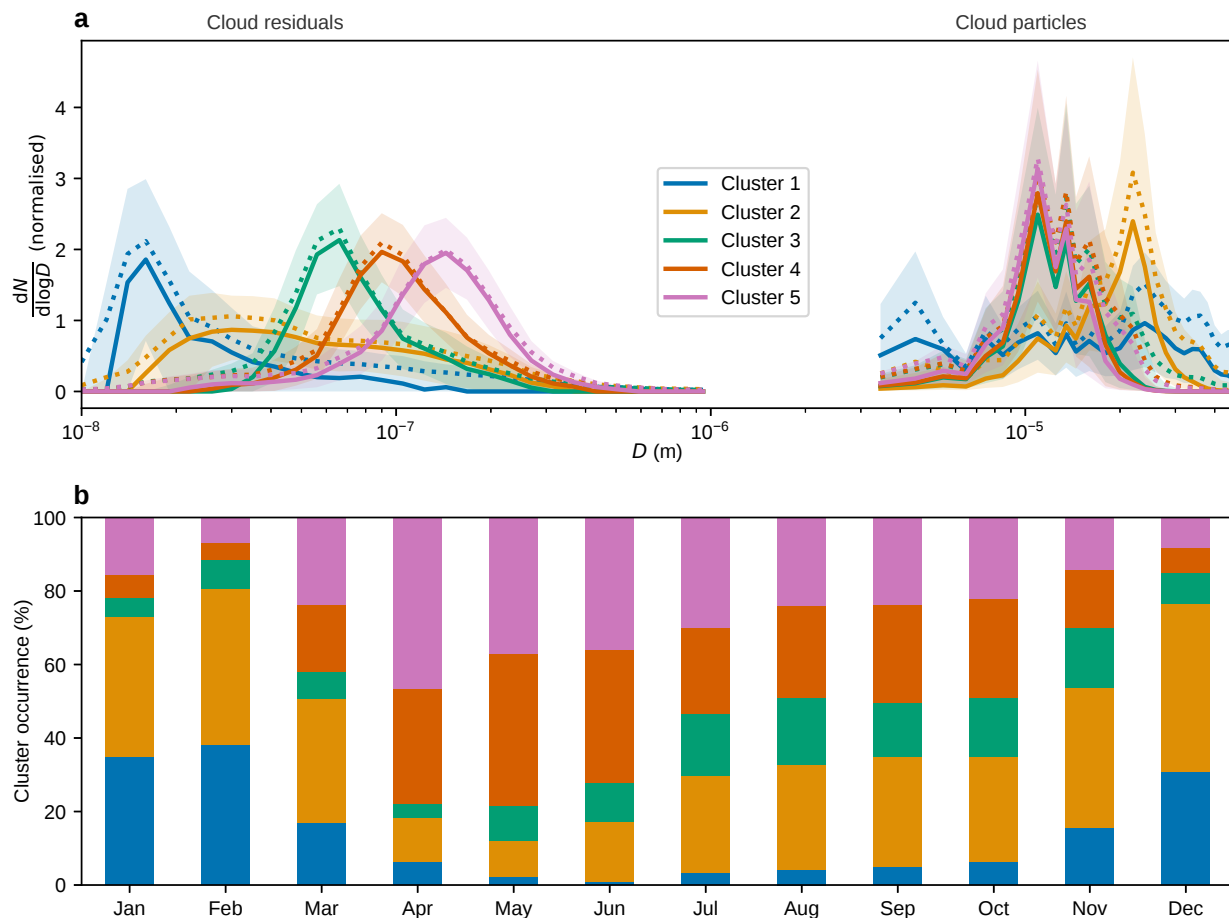 a
Cloud residuals
Cloud particles
dN
dlogD (normalised)
4
3
2
1
0
Cluster 1
Cluster 2
Cluster 3
Cluster 4
Cluster 5
10⁻⁸
10⁻⁷
10⁻⁶
10⁻⁵
D (m)
b
Cluster occurrence (%)
100
80
60
40
20
0
Jan
Feb
Mar
Apr
May
Jun
Jul
Aug
Sep
Oct
Nov
Dec